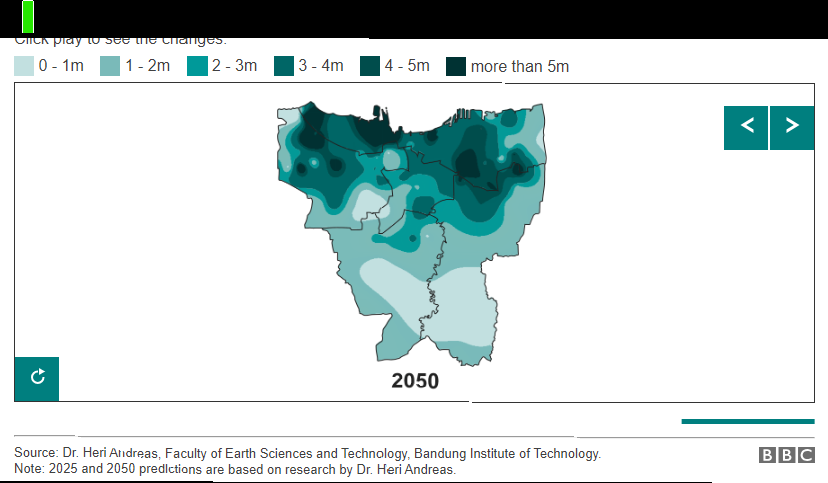 Click play to see the changes.
0 - 1m 1 - 2m 2 - 3m 3 - 4m 4 - 5m more than 5m
< >
2050
Source: Dr. Heri Andreas, Faculty of Earth Sciences and Technology, Bandung Institute of Technology.
BBC
Note: 2025 and 2050 predictions are based on research by Dr. Heri Andreas.